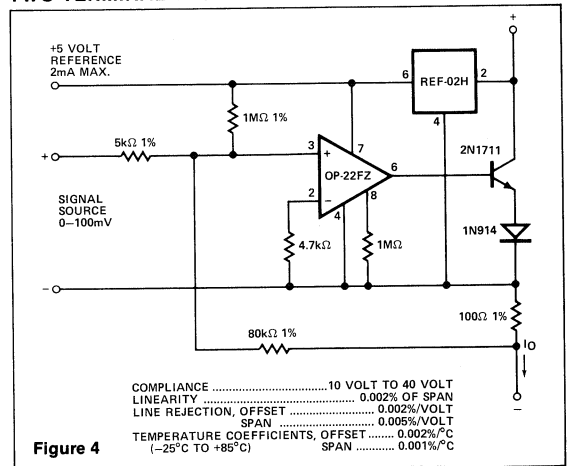 +5 VOLT
REFERENCE
2mA MAX.
+
6
REF-02H
2
4
1MΩ 1%
5kΩ 1%
+
3
+
7
2N1711
OP-22FZ
6
2
−
4
8
SIGNAL
SOURCE
0–100mV
1N914
4.7kΩ
1MΩ
−
100Ω 1%
80kΩ 1%
IO
−
COMPLIANCE ............................10 VOLT TO 40 VOLT
LINEARITY ..................................... 0.002% OF SPAN
LINE REJECTION, OFFSET .................... 0.002%/VOLT
SPAN ........................ 0.005%/VOLT
TEMPERATURE COEFFICIENTS, OFFSET ....... 0.002%/°C
(−25°C TO +85°C) SPAN ............ 0.001%/°C
Figure 4